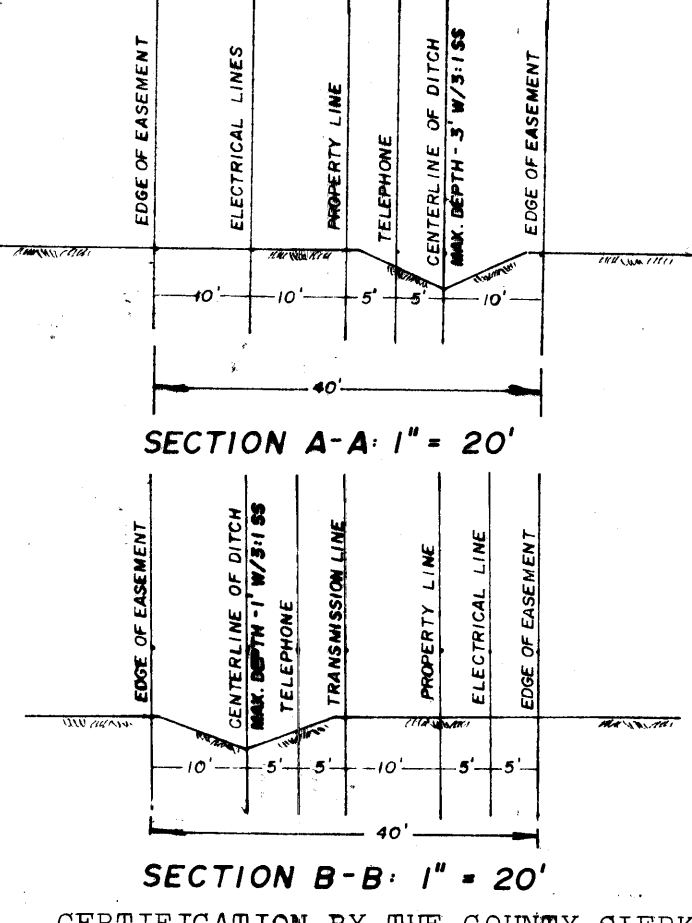 EDGE OF EASEMENT
ELECTRICAL LINES
PROPERTY LINE
TELEPHONE
CENTERLINE OF DITCH
MAX. DEPTH - 3' W/3:1 SS
EDGE OF EASEMENT
10' 10' 5' 5' 10'
40'
SECTION A-A: 1" = 20'
EDGE OF EASEMENT
CENTERLINE OF DITCH
MAX. DEPTH - 1' W/3:1 SS
TELEPHONE
TRANSMISSION LINE
PROPERTY LINE
ELECTRICAL LINE
EDGE OF EASEMENT
10' 5' 5' 10' 5' 5'
40'
SECTION B-B: 1" = 20'
CERTIFICATION BY THE COUNTY CLERK